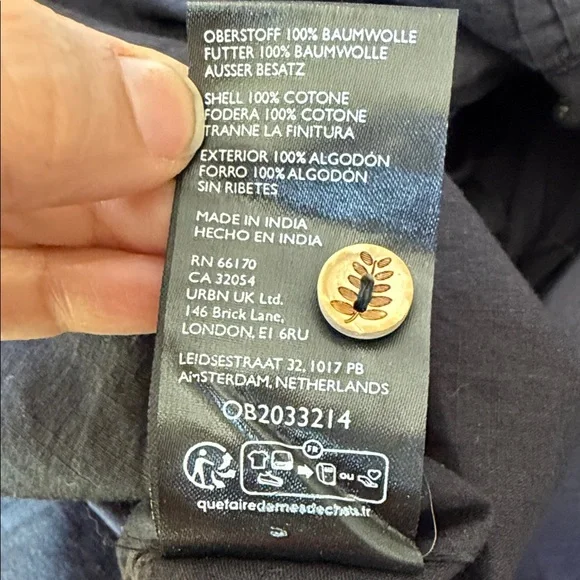 OBERSTOFF 100% BAUMWOLLE
FUTTER 100% BAUMWOLLE
AUSSER BESATZ
SHELL 100% COTONE
FODERA 100% COTONE
TRANNE LA FINITURA
EXTERIOR 100% ALGODÓN
FORRO 100% ALGODÓN
SIN RIBETES
MADE IN INDIA
HECHO EN INDIA
RN 66170
CA 32054
URBN UK Ltd.
146 Brick Lane,
LONDON, E1 6RU
LEIDSESTRAAT 32, 1017 PB
AMSTERDAM, NETHERLANDS
OB2033214
FR
OU
quefairedemesdechets.fr